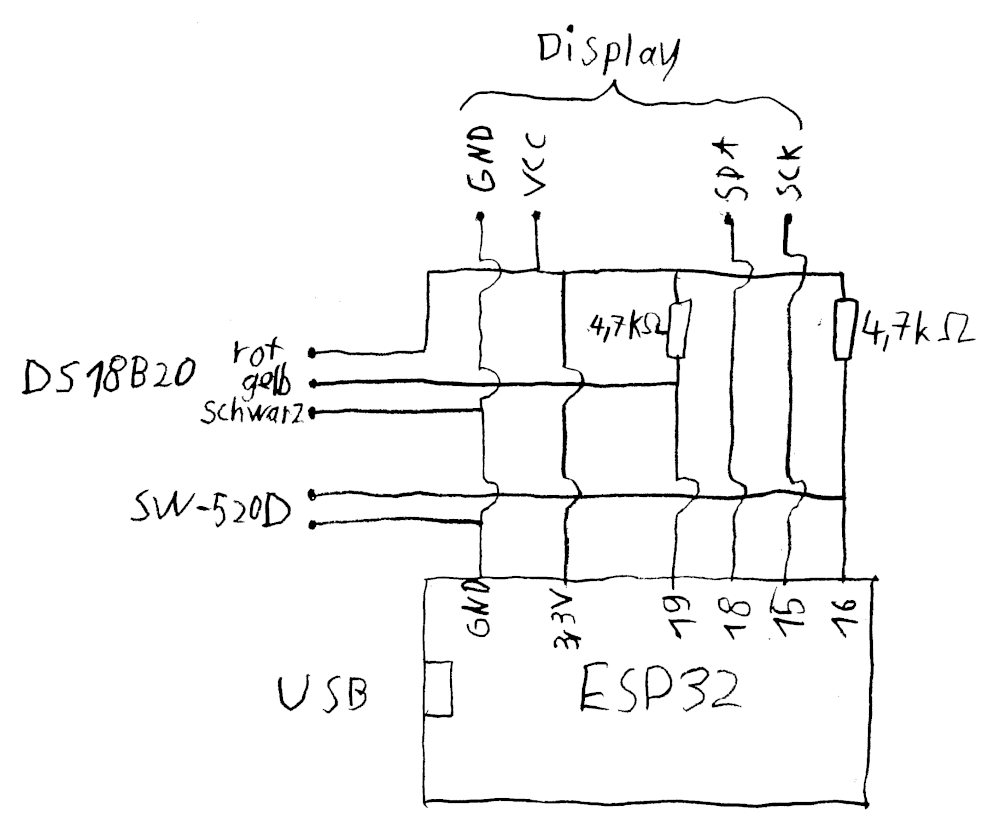 Display
GND VCC SDA SCK
4,7kΩ 4,7kΩ
DS18B20 rot
gelb
schwarz
SW-520D
GND 3,3V 19 18 15 16
USB ESP32